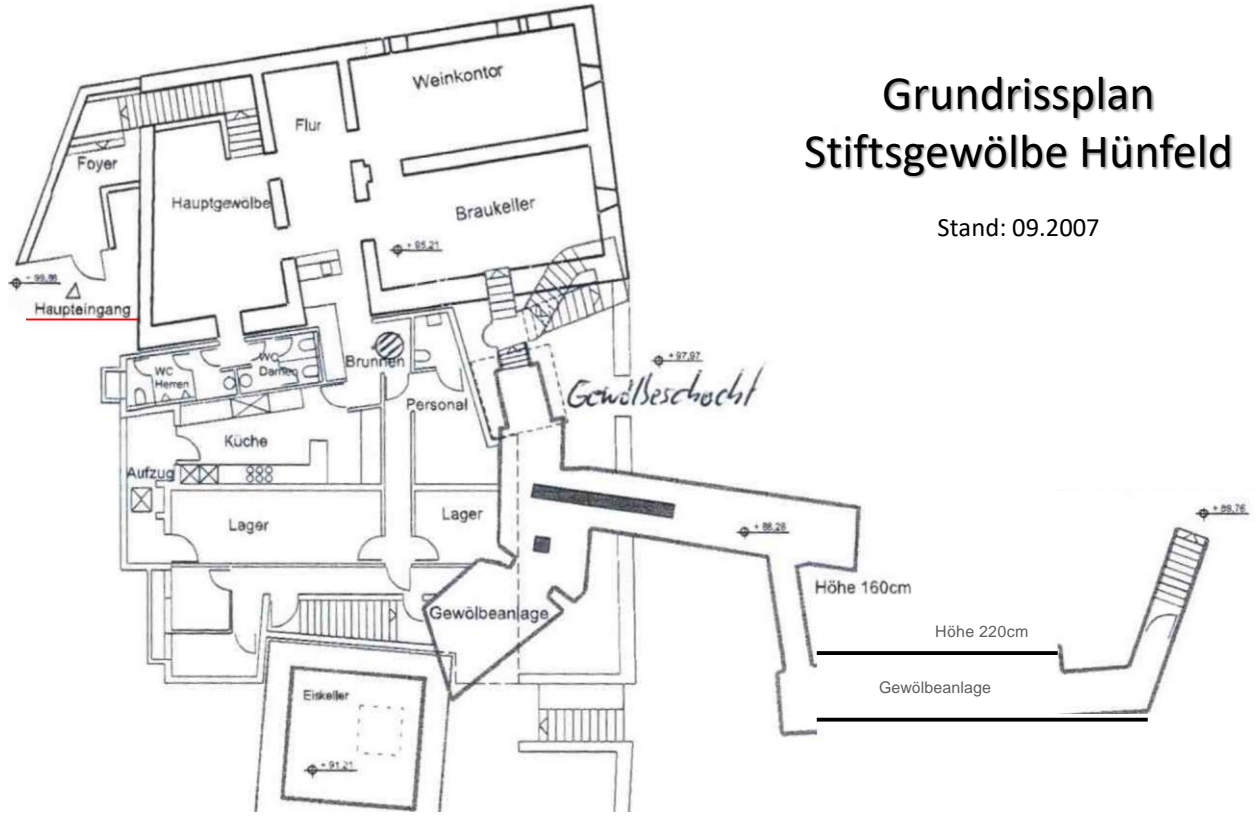 Grundrissplan
Stiftsgewölbe Hünfeld
Stand: 09.2007
Weinkontor
Flur
Foyer
Hauptgewölbe
Braukeller
+ 95,21
Haupteingang
WC
Herren
WC
Damen
Brunnen
+ 97,97
Gewölbeschacht
Personal
Küche
Aufzug
Lager
Lager
+ 88,28
+ 89,76
Höhe 160cm
Gewölbeanlage
Höhe 220cm
Gewölbeanlage
Eiskeller
+ 91,21